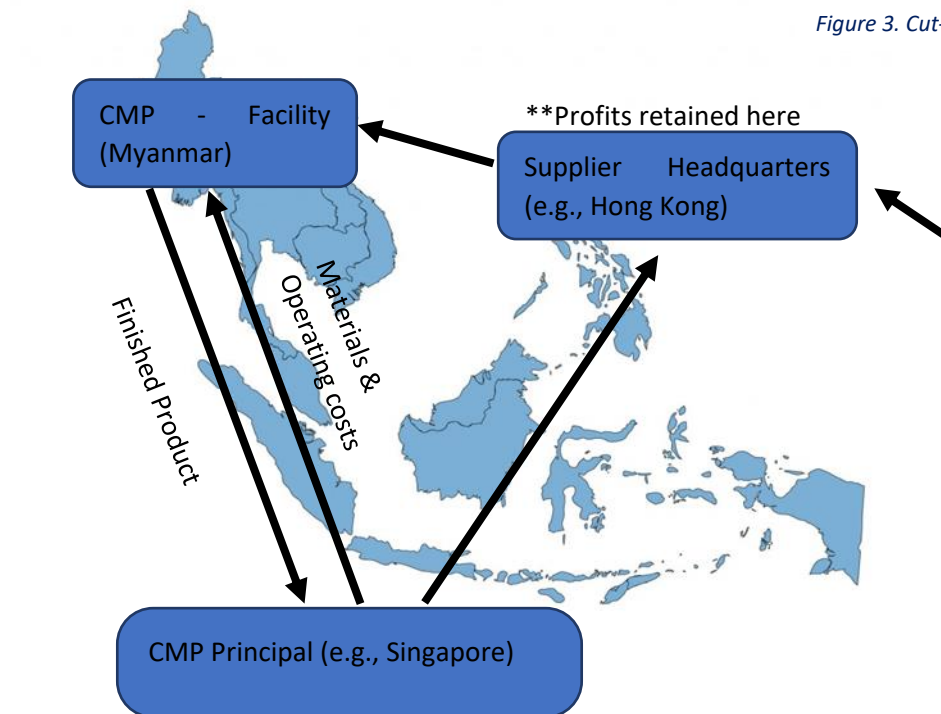 Figure 3. Cut-
CMP - Facility
(Myanmar)
**Profits retained here
Supplier Headquarters
(e.g., Hong Kong)
Materials &
Operating costs
Finished Product
CMP Principal (e.g., Singapore)